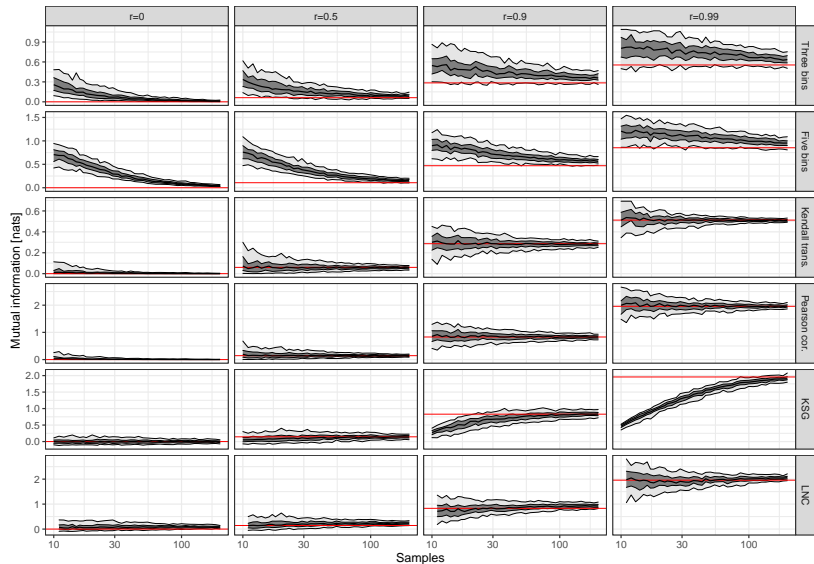 r=0 r=0.5 r=0.9 r=0.99
Mutual information [nats]
0.9
0.6
0.3
0.0
Three bins
1.5
1.0
0.5
0.0
Five bins
0.6
0.4
0.2
0.0
Kendall trans.
2
1
0
Pearson cor.
2.0
1.5
1.0
0.5
0.0
KSG
2
1
0
LNC
10 30 100 10 30 100 10 30 100 10 30 100
Samples